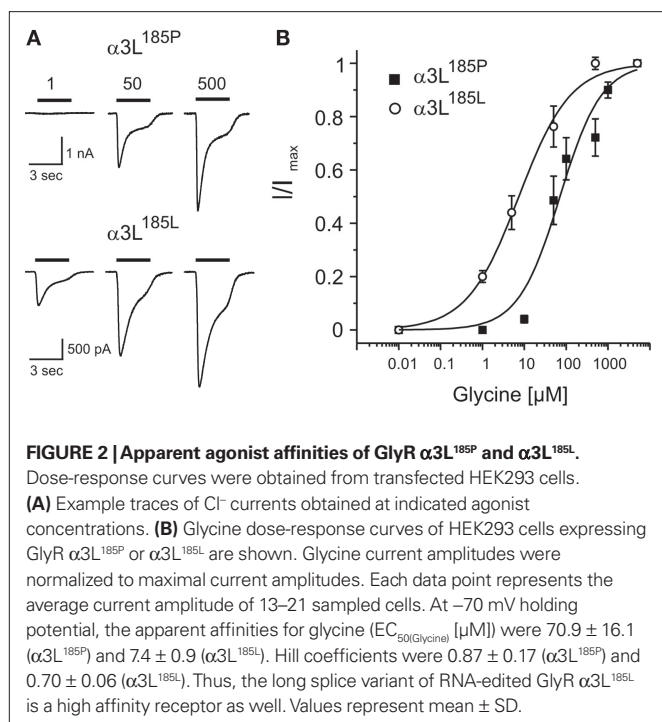 A
B
α3L185P
1 50 500
1 nA
3 sec
α3L185L
500 pA
3 sec
α3L185P
α3L185L
I/Imax
1
0.8
0.6
0.4
0.2
0
0.01 0.1 1 10 100 1000
Glycine [µM]
FIGURE 2 | Apparent agonist affinities of GlyR α3L185P and α3L185L.
Dose-response curves were obtained from transfected HEK293 cells.
(A) Example traces of Cl− currents obtained at indicated agonist
concentrations. (B) Glycine dose-response curves of HEK293 cells expressing
GlyR α3L185P or α3L185L are shown. Glycine current amplitudes were
normalized to maximal current amplitudes. Each data point represents the
average current amplitude of 13–21 sampled cells. At –70 mV holding
potential, the apparent affinities for glycine (EC50(Glycine) [µM]) were 70.9 ± 16.1
(α3L185P) and 7.4 ± 0.9 (α3L185L). Hill coefficients were 0.87 ± 0.17 (α3L185P) and
0.70 ± 0.06 (α3L185L). Thus, the long splice variant of RNA-edited GlyR α3L185L
is a high affinity receptor as well. Values represent mean ± SD.